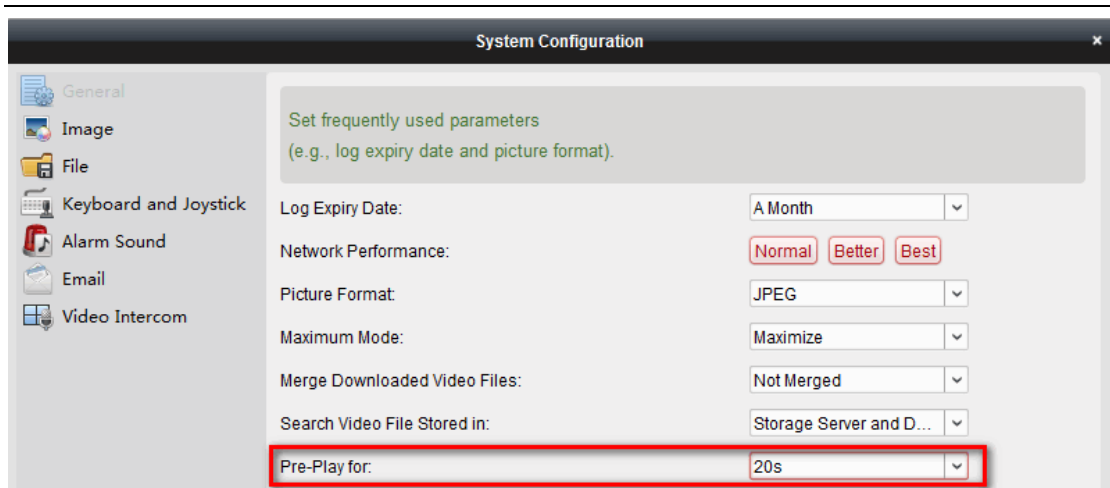 System Configuration ×
General
Image
File
Keyboard and Joystick
Alarm Sound
Email
Video Intercom
Set frequently used parameters
(e.g., log expiry date and picture format).
Log Expiry Date: A Month
Network Performance: Normal Better Best
Picture Format: JPEG
Maximum Mode: Maximize
Merge Downloaded Video Files: Not Merged
Search Video File Stored in: Storage Server and D...
Pre-Play for: 20s